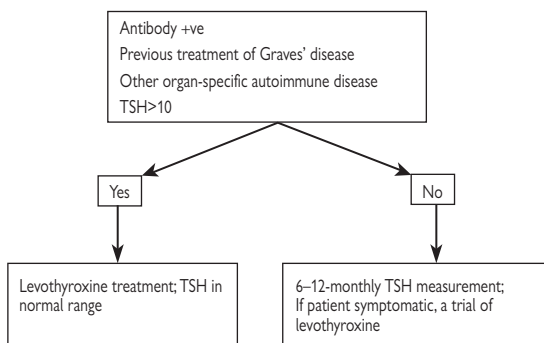 Antibody +ve
Previous treatment of Graves’ disease
Other organ-specific autoimmune disease
TSH>10
Yes
No
Levothyroxine treatment; TSH in
normal range
6–12-monthly TSH measurement;
If patient symptomatic, a trial of
levothyroxine